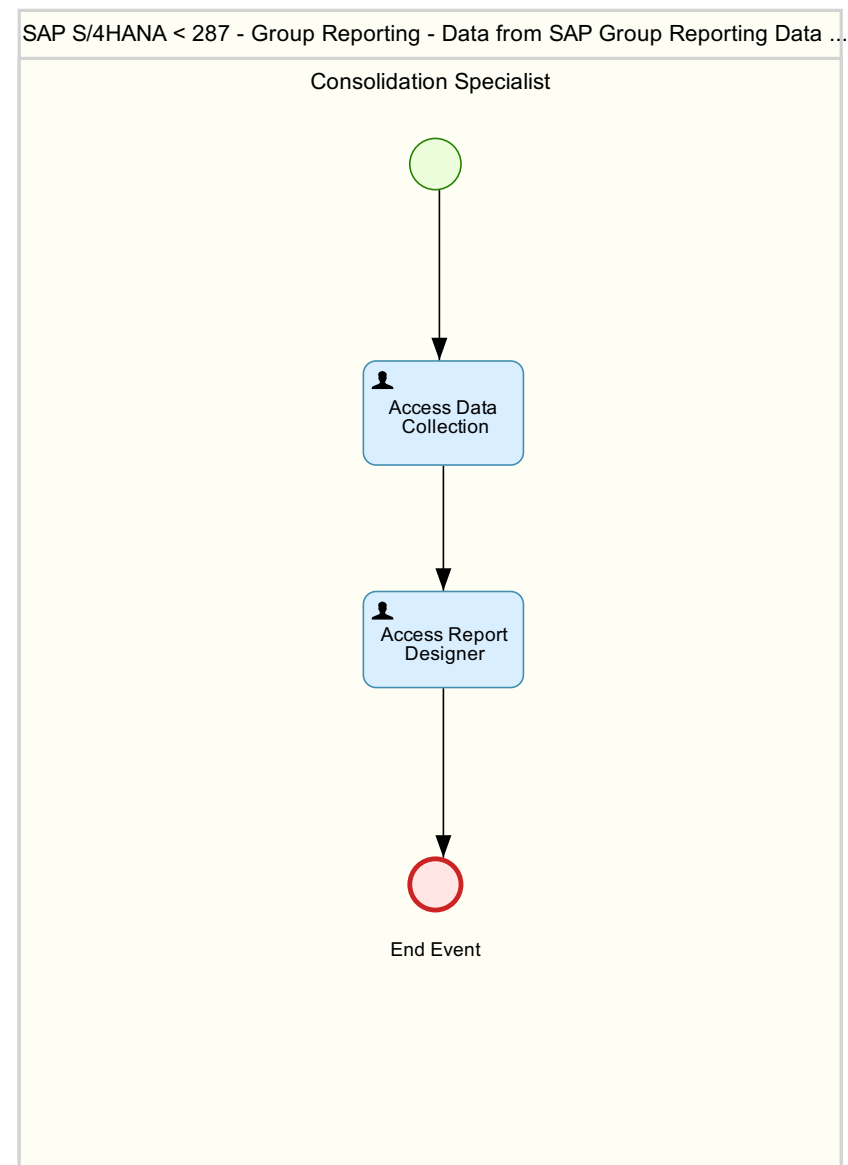 SAP S/4HANA < 287 - Group Reporting - Data from SAP Group Reporting Data ...
Consolidation Specialist
Access Data
Collection
Access Report
Designer
End Event